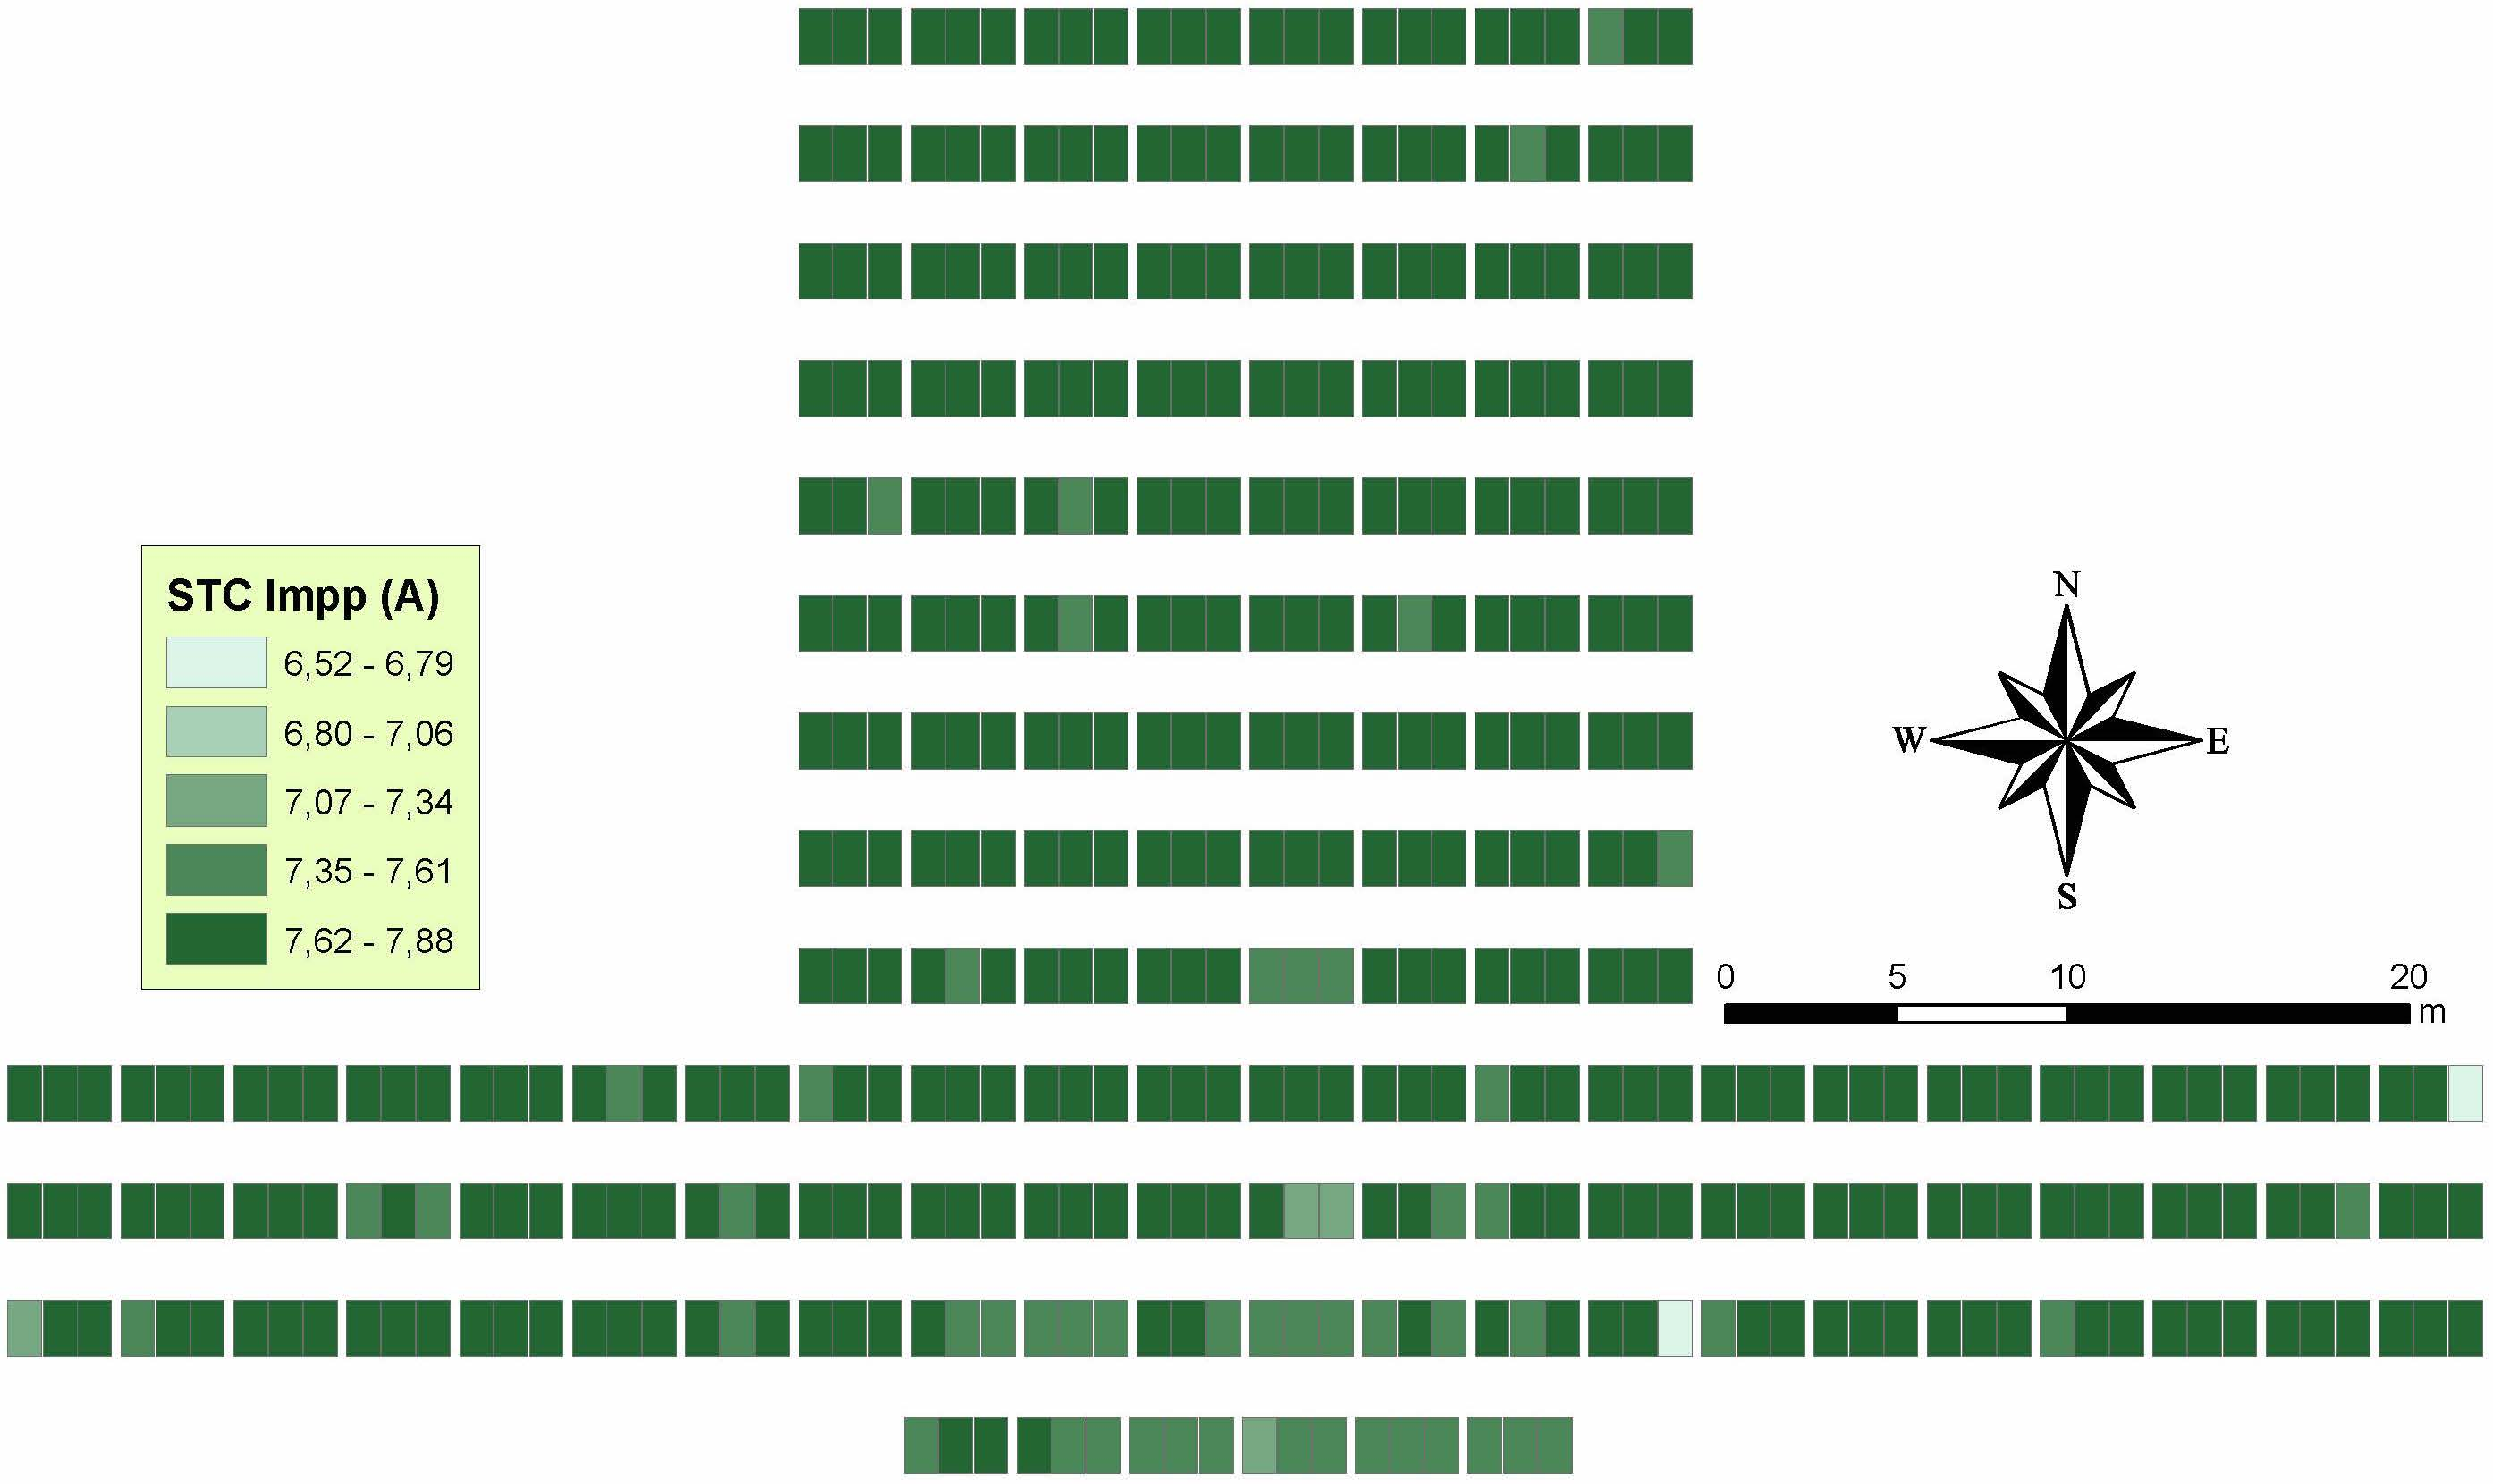 STC Impp (A)
6,52 - 6,79
6,80 - 7,06
7,07 - 7,34
7,35 - 7,61
7,62 - 7,88
N
W E
S
0 5 10 20
m